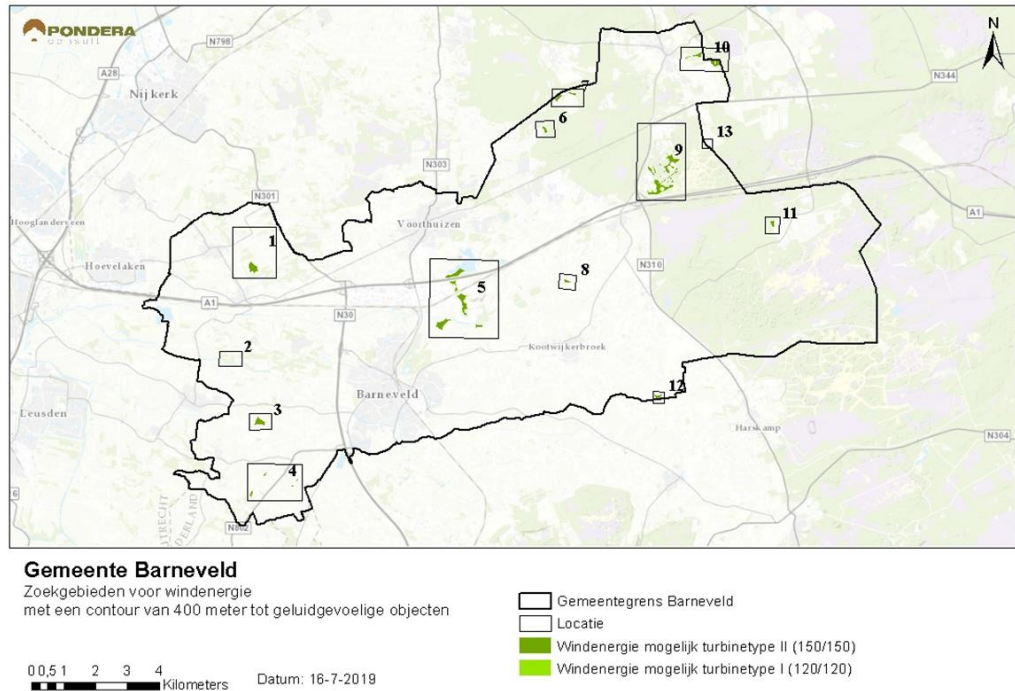 PONDERA
consult
N798
A28
Nijkerk
N
10
N344
7
6
13
9
N303
N301
Hooglanderveen
Voorthuizen
A1
1
11
Hoevelaken
N310
8
5
A1
N30
2
Kootwijkerbroek
Barneveld
12
Leusden
3
Harskamp
N304
4
Gemeente Barneveld
Zoekgebieden voor windenergie
met een contour van 400 meter tot geluidgevoelige objecten
Gemeentegrens Barneveld
Locatie
Windenergie mogelijk turbinetype II (150/150)
Windenergie mogelijk turbinetype I (120/120)
0 0,5 1 2 3 4
Kilometers
Datum: 16-7-2019